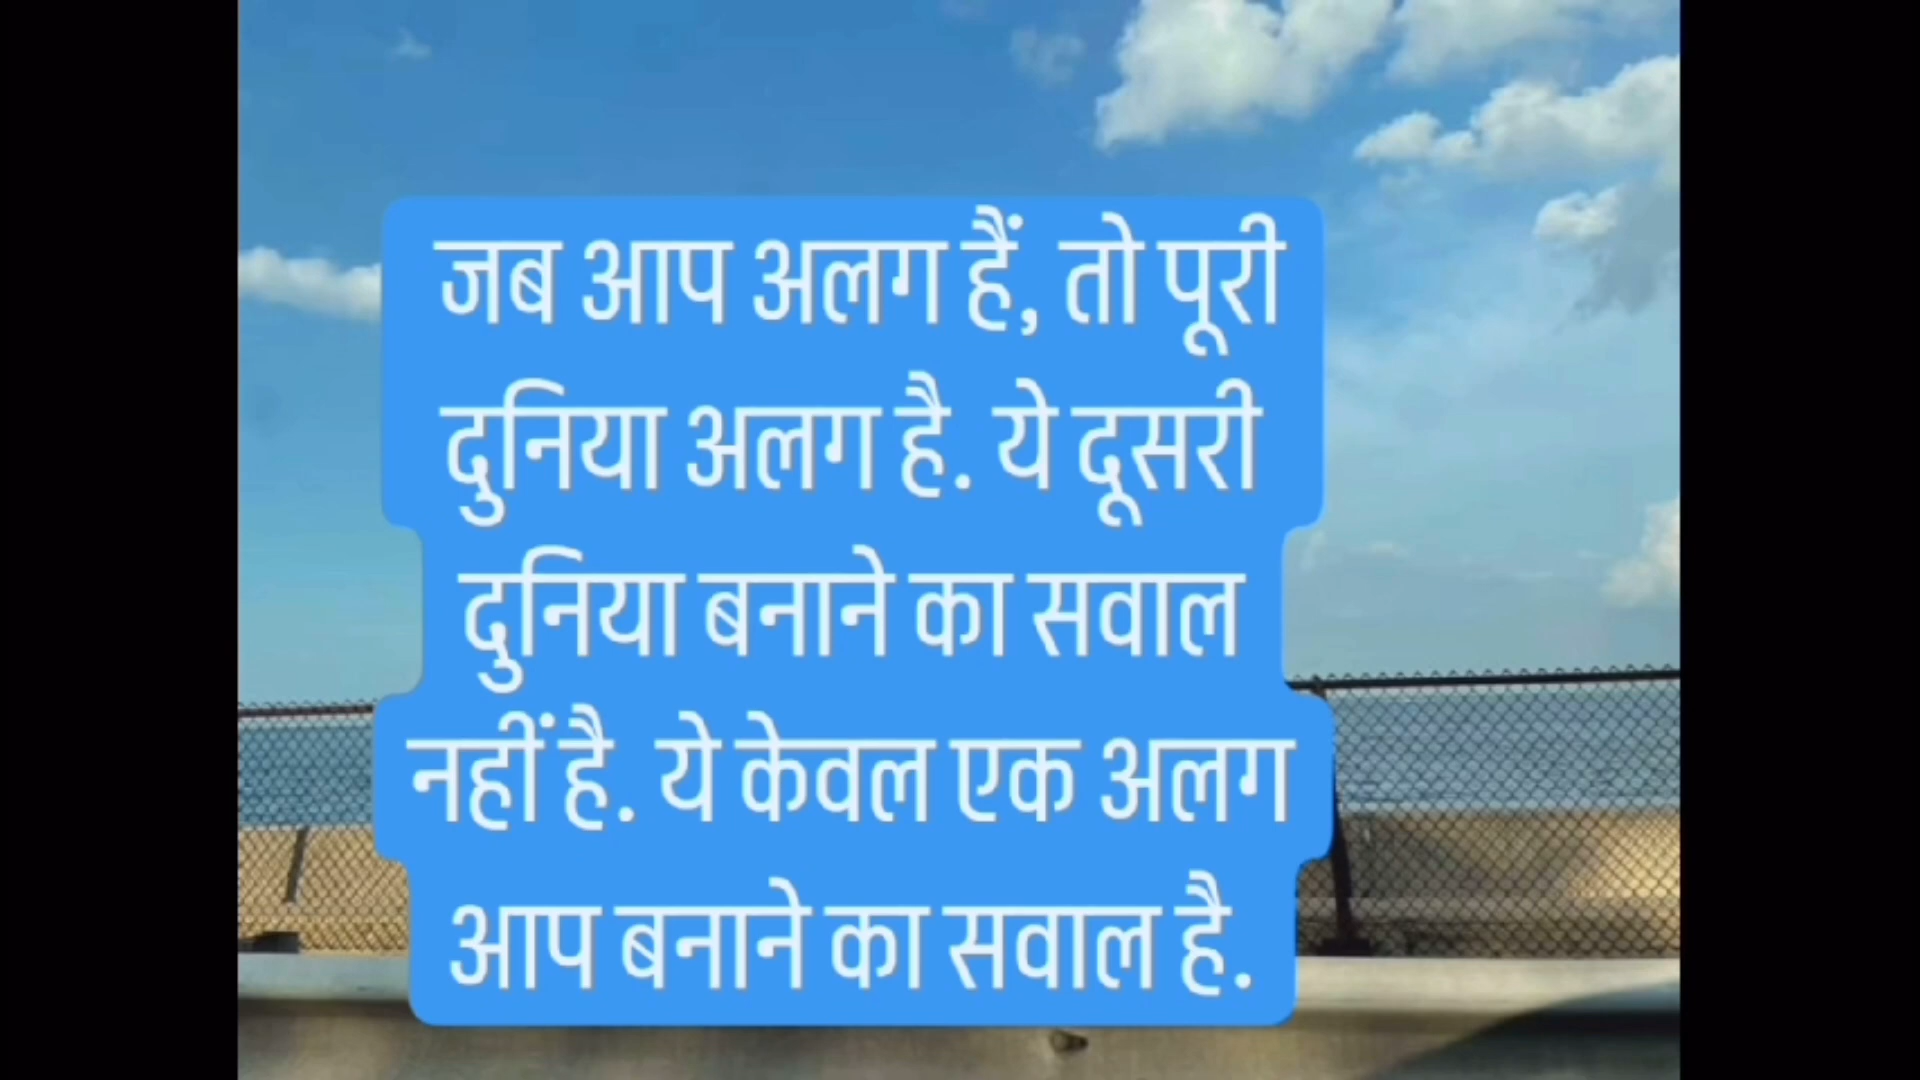 जब आप अलग हैं, तो पूरी
दुनिया अलग है. ये दूसरी
दुनिया बनाने का सवाल
नहीं है. ये केवल एक अलग
आप बनाने का सवाल है.